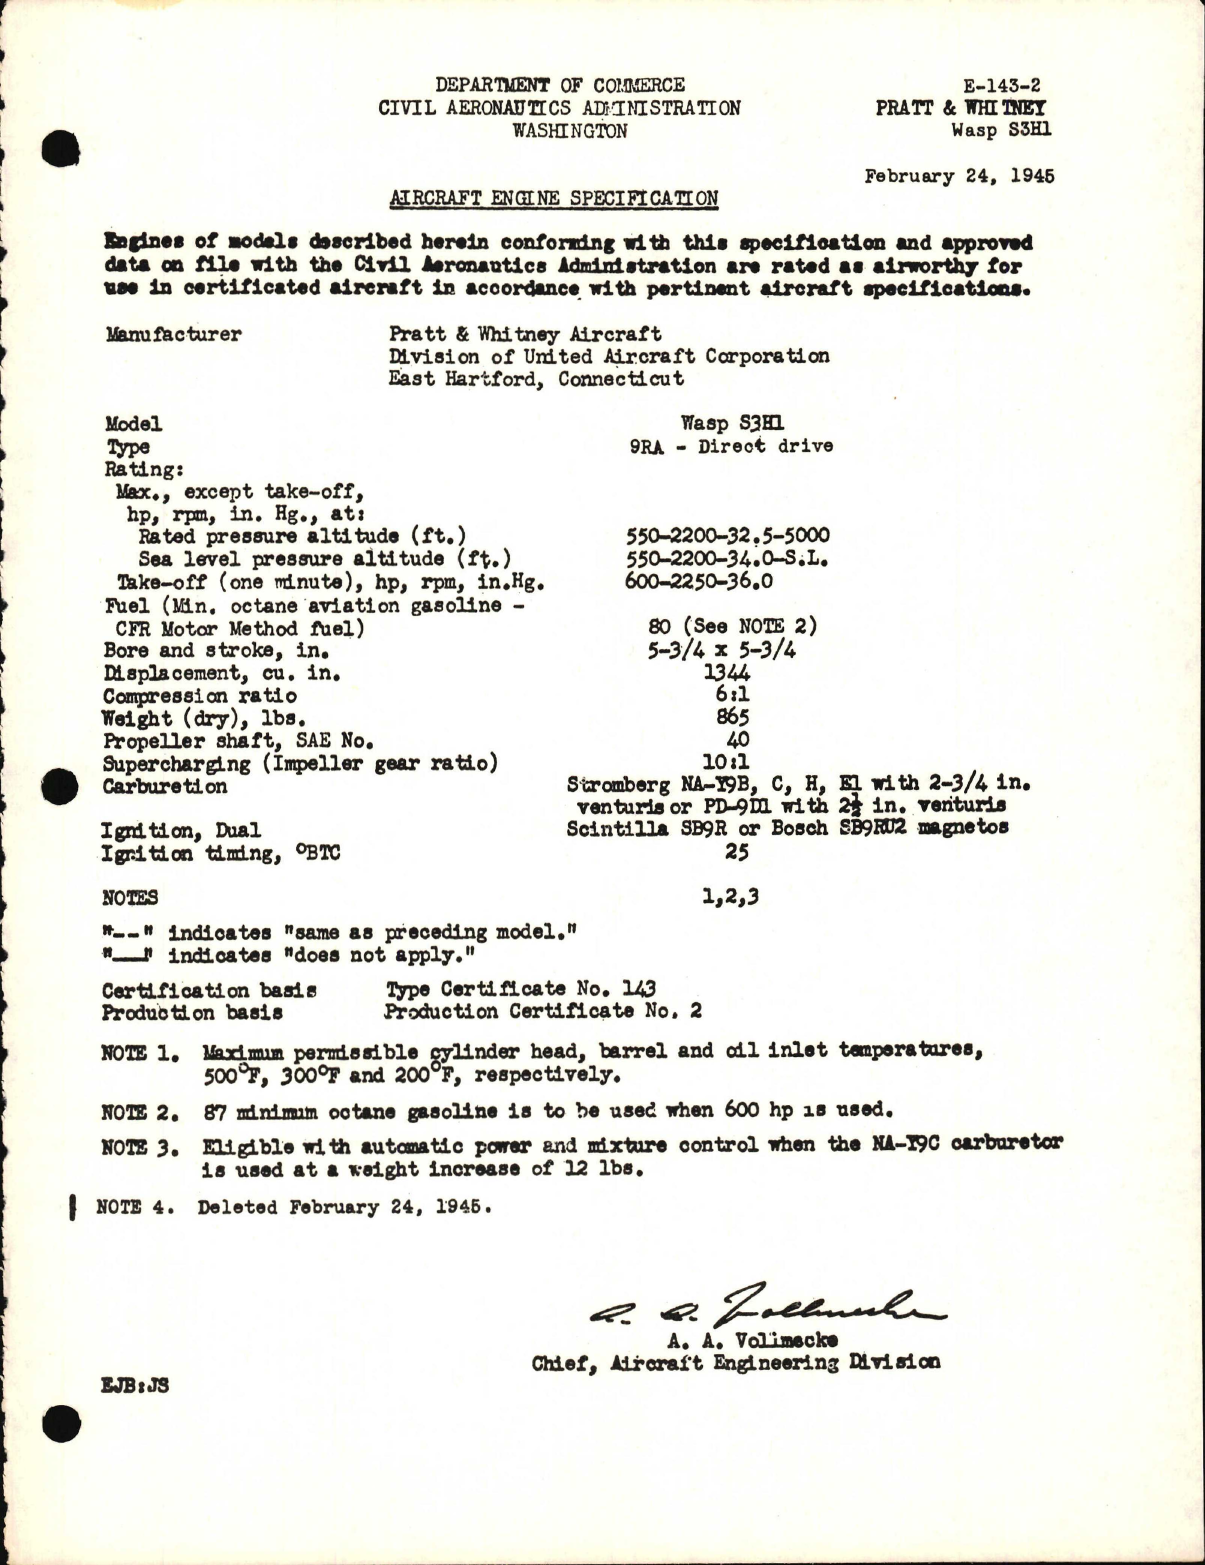 DEPARTMENT OF COMMERCE
CIVIL AERONAUTICS ADMINISTRATION
WASHINGTON
E-143-2
PRATT & WHITNEY
Wasp S3H1
February 24, 1945
AIRCRAFT ENGINE SPECIFICATION
Engines of models described herein conforming with this specification and approved
data on file with the Civil Aeronautics Administration are rated as airworthy for
use in certificated aircraft in accordance with pertinent aircraft specifications.
Manufacturer Pratt & Whitney Aircraft
Division of United Aircraft Corporation
East Hartford, Connecticut
Model Wasp S3H1
Type 9RA - Direct drive
Rating:
Max., except take-off,
hp, rpm, in. Hg., at:
Rated pressure altitude (ft.) 550-2200-32.5-5000
Sea level pressure altitude (ft.) 550-2200-34.0-S.L.
Take-off (one minute), hp, rpm, in.Hg. 600-2250-36.0
Fuel (Min. octane aviation gasoline -
CFR Motor Method fuel) 80 (See NOTE 2)
Bore and stroke, in. 5-3/4 x 5-3/4
Displacement, cu. in. 1344
Compression ratio 6:1
Weight (dry), lbs. 865
Propeller shaft, SAE No. 40
Supercharging (Impeller gear ratio) 10:1
Carburetion Stromberg NA-Y9B, C, H, E1 with 2-3/4 in.
venturis or PD-9D1 with 2½ in. venturis
Ignition, Dual Scintilla SB9R or Bosch SB9RU2 magnetos
Ignition timing, °BTC 25
NOTES 1,2,3
"--" indicates "same as preceding model."
"___" indicates "does not apply."
Certification basis Type Certificate No. 143
Production basis Production Certificate No. 2
NOTE 1. Maximum permissible cylinder head, barrel and oil inlet temperatures,
500°F, 300°F and 200°F, respectively.
NOTE 2. 87 minimum octane gasoline is to be used when 600 hp is used.
NOTE 3. Eligible with automatic power and mixture control when the NA-Y9C carburetor
is used at a weight increase of 12 lbs.
NOTE 4. Deleted February 24, 1945.
A. A. Vollmecke
A. A. Vollmecke
Chief, Aircraft Engineering Division
EJB:JS